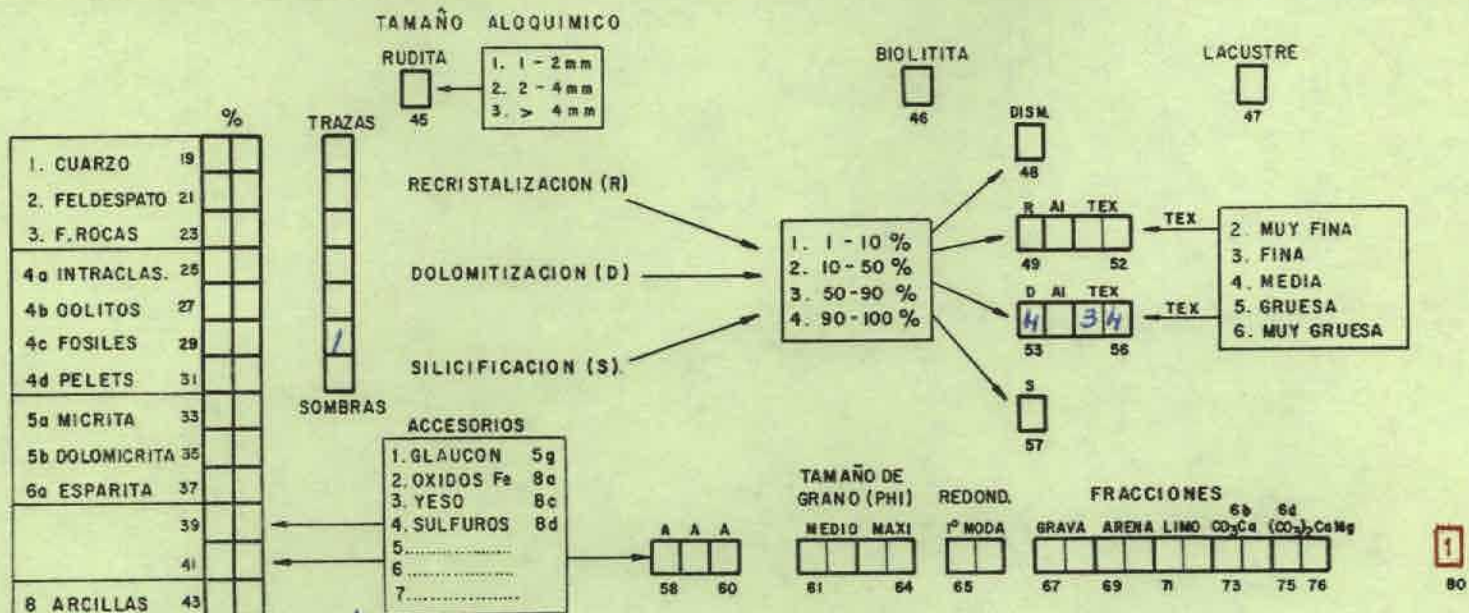 TAMAÑO ALOQUIMICO
RUDITA
45
1. 1 - 2 mm
2. 2 - 4 mm
3. > 4 mm
BIOLITITA
46
LACUSTRE
47
%
1. CUARZO 19
2. FELDESPATO 21
3. F. ROCAS 23
4a INTRACLAS. 25
4b OOLITOS 27
4c FOSILES 29
4d PELETS 31
5a MICRITA 33
5b DOLOMICRITA 35
6a ESPARITA 37
39
41
8 ARCILLAS 43
TRAZAS
1
SOMBRAS
RECRISTALIZACION (R)
DOLOMITIZACION (D)
SILICIFICACION (S).
1. 1 - 10 %
2. 10 - 50 %
3. 50 - 90 %
4. 90 - 100 %
DISM.
48
R AI TEX
49 52
D AI TEX
4 3 4
53 56
S
57
TEX
TEX
2. MUY FINA
3. FINA
4. MEDIA
5. GRUESA
6. MUY GRUESA
ACCESORIOS
1. GLAUCON 5g
2. OXIDOS Fe 8a
3. YESO 8c
4. SULFUROS 8d
5..............
6..............
7..............
A A A
58 60
TAMAÑO DE
GRANO (PHI)
MEDIO MAXI
61 64
REDOND.
1º MODA
65
FRACCIONES
6b 6d
GRAVA ARENA LIMO CO3Ca (CO3)2CaMg
67 69 71 73 75 76
1
80